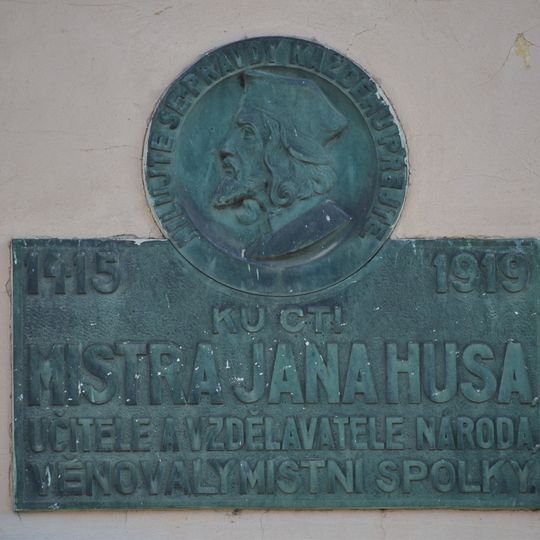 MILUJTE SE·PRAVDY KAŽDÉMU PŘEJTE.
1415 1919
KU CTI
MISTRA JANA HUSA
UČITELE A VZDĚLAVATELE NÁRODA
VĚNOVALY MÍSTNÍ SPOLKY.